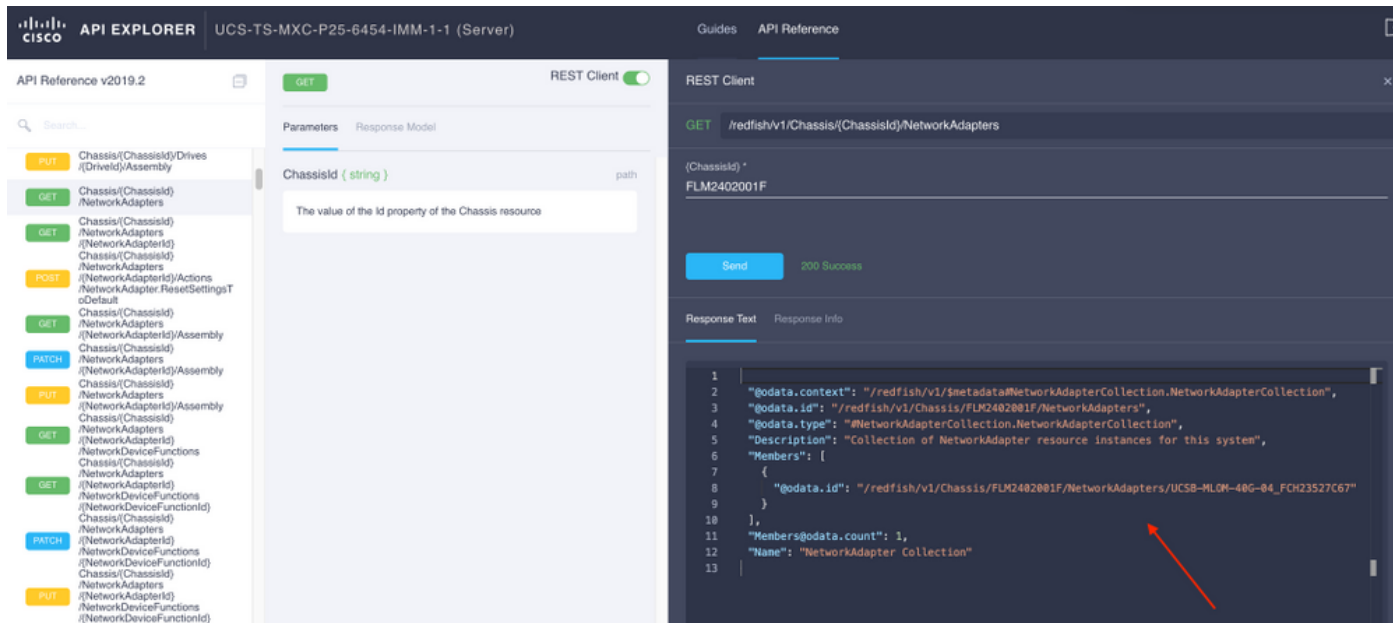 CISCO
API EXPLORER
UCS-TS-MXC-P25-6454-IMM-1-1 (Server)
Guides
API Reference
API Reference v2019.2
Search...
PUT
Chassis/{ChassisId}/Drives
/{DriveId}/Assembly
GET
Chassis/{ChassisId}
/NetworkAdapters
GET
Chassis/{ChassisId}
/NetworkAdapters
/{NetworkAdapterId}
POST
Chassis/{ChassisId}
/NetworkAdapters
/{NetworkAdapterId}/Actions
/NetworkAdapter.ResetSettingsT
oDefault
GET
Chassis/{ChassisId}
/NetworkAdapters
/{NetworkAdapterId}/Assembly
PATCH
Chassis/{ChassisId}
/NetworkAdapters
/{NetworkAdapterId}/Assembly
PUT
Chassis/{ChassisId}
/NetworkAdapters
/{NetworkAdapterId}/Assembly
GET
Chassis/{ChassisId}
/NetworkAdapters
/{NetworkAdapterId}
/NetworkDeviceFunctions
GET
Chassis/{ChassisId}
/NetworkAdapters
/{NetworkAdapterId}
/NetworkDeviceFunctions
/{NetworkDeviceFunctionId}
PATCH
Chassis/{ChassisId}
/NetworkAdapters
/{NetworkAdapterId}
/NetworkDeviceFunctions
/{NetworkDeviceFunctionId}
PUT
Chassis/{ChassisId}
/NetworkAdapters
/{NetworkAdapterId}
/NetworkDeviceFunctions
/{NetworkDeviceFunctionId}
GET
REST Client
Parameters
Response Model
ChassisId { string }
path
The value of the Id property of the Chassis resource
REST Client
×
GET /redfish/v1/Chassis/{ChassisId}/NetworkAdapters
{ChassisId} *
FLM2402001F
Send
200 Success
Response Text
Response Info
1
2 "@odata.context": "/redfish/v1/$metadata#NetworkAdapterCollection.NetworkAdapterCollection",
3 "@odata.id": "/redfish/v1/Chassis/FLM2402001F/NetworkAdapters",
4 "@odata.type": "#NetworkAdapterCollection.NetworkAdapterCollection",
5 "Description": "Collection of NetworkAdapter resource instances for this system",
6 "Members": [
7 {
8 "@odata.id": "/redfish/v1/Chassis/FLM2402001F/NetworkAdapters/UCSB-MLOM-40G-04_FCH23527C67"
9 }
10 ],
11 "Members@odata.count": 1,
12 "Name": "NetworkAdapter Collection"
13